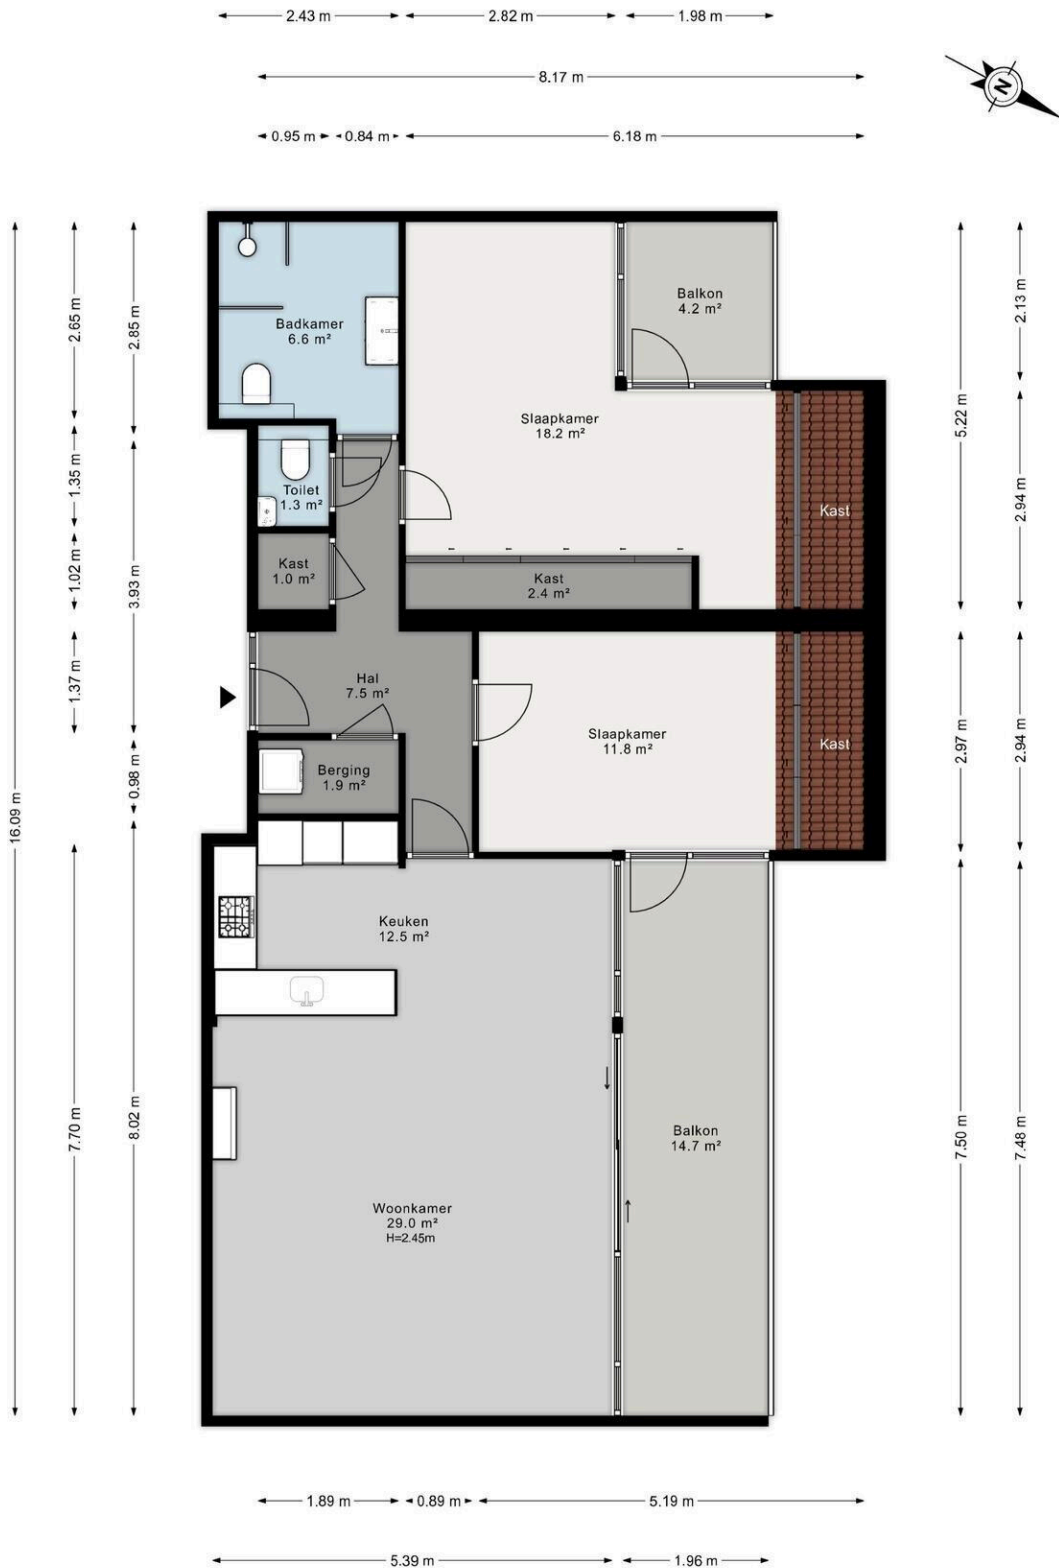 2.43 m
2.82 m
1.98 m
8.17 m
0.95 m
0.84 m
6.18 m
N
16.09 m
2.65 m
1.35 m
1.02 m
1.37 m
7.70 m
2.85 m
3.93 m
0.98 m
8.02 m
Badkamer
6.6 m²
Balkon
4.2 m²
Slaapkamer
18.2 m²
Toilet
1.3 m²
Kast
1.0 m²
Kast
2.4 m²
Kast
Hal
7.5 m²
Slaapkamer
11.8 m²
Kast
Berging
1.9 m²
Keuken
12.5 m²
Balkon
14.7 m²
Woonkamer
29.0 m²
H=2.45m
5.22 m
2.97 m
7.50 m
2.13 m
2.94 m
2.94 m
7.48 m
1.89 m
0.89 m
5.19 m
5.39 m
1.96 m